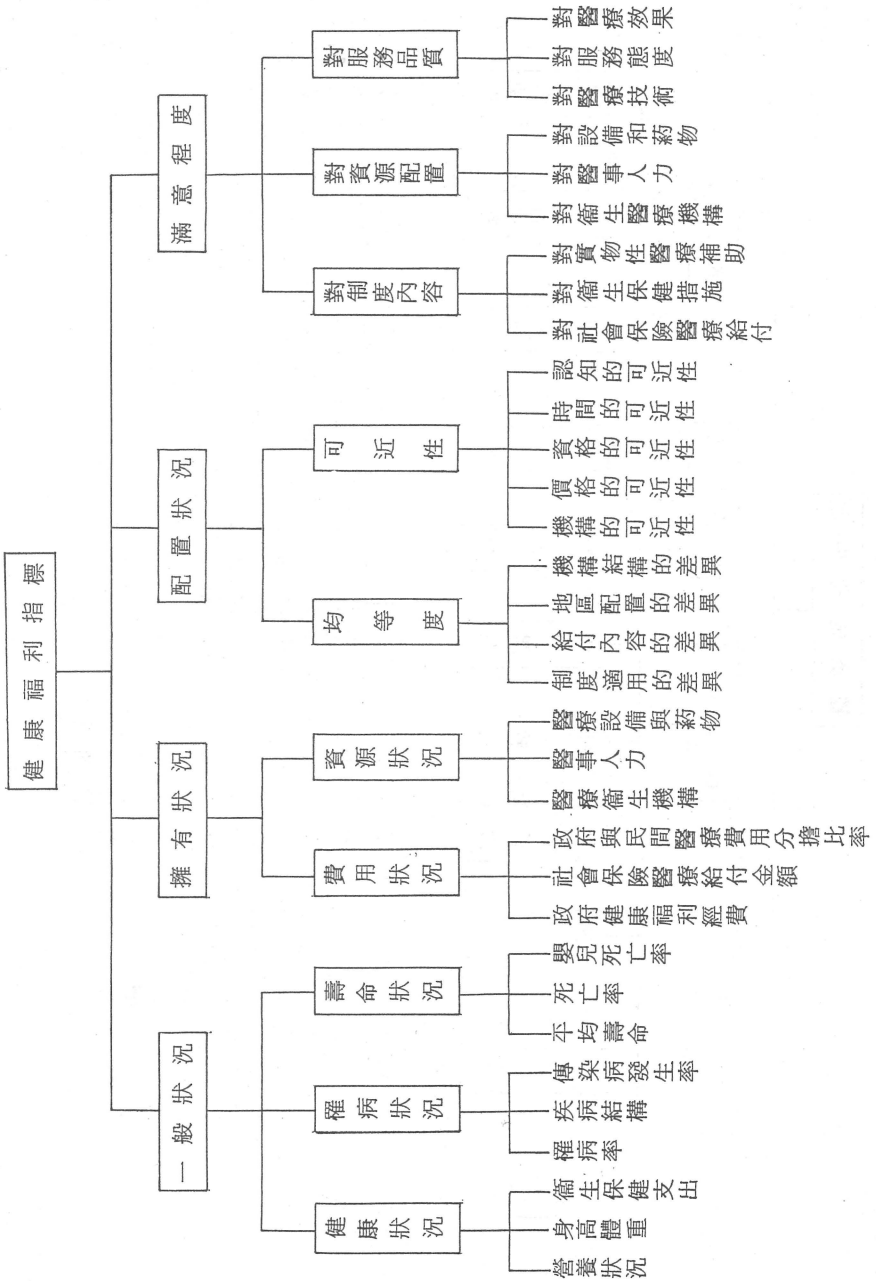 健康福利指標
一般狀況
擁有狀況
配置狀況
滿意程度
健康狀況
罹病狀況
壽命狀況
費用狀況
資源狀況
均等度
可近性
對制度內容
對資源配置
對服務品質
營養狀況
身高體重
衛生保健支出
罹病率
疾病結構
傳染病發生率
平均壽命
死亡率
嬰兒死亡率
政府健康福利經費
社會保險醫療給付金額
政府與民間醫療費用分擔比率
醫療衛生機構
醫事人力
醫療設備與葯物
制度適用的差異
給付內容的差異
地區配置的差異
機構結構的差異
機構的可近性
價格的可近性
資格的可近性
時間的可近性
認知的可近性
對社會保險醫療給付
對衛生保健措施
對實物性醫療補助
對衛生醫療機構
對醫事人力
對設備和葯物
對醫療技術
對服務態度
對醫療效果